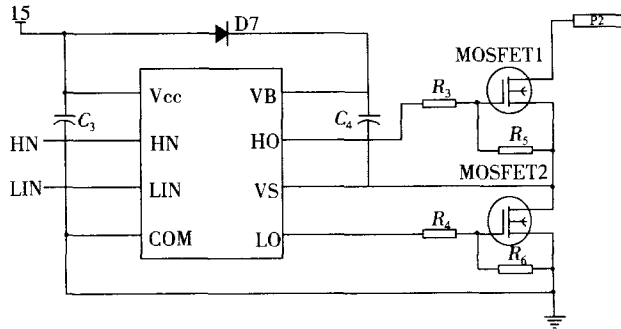 15
D7
P2
MOSFET1
Vcc
VB
C3
C4
R3
HN
HN
HO
R5
MOSFET2
LIN
LIN
VS
R4
COM
LO
R6